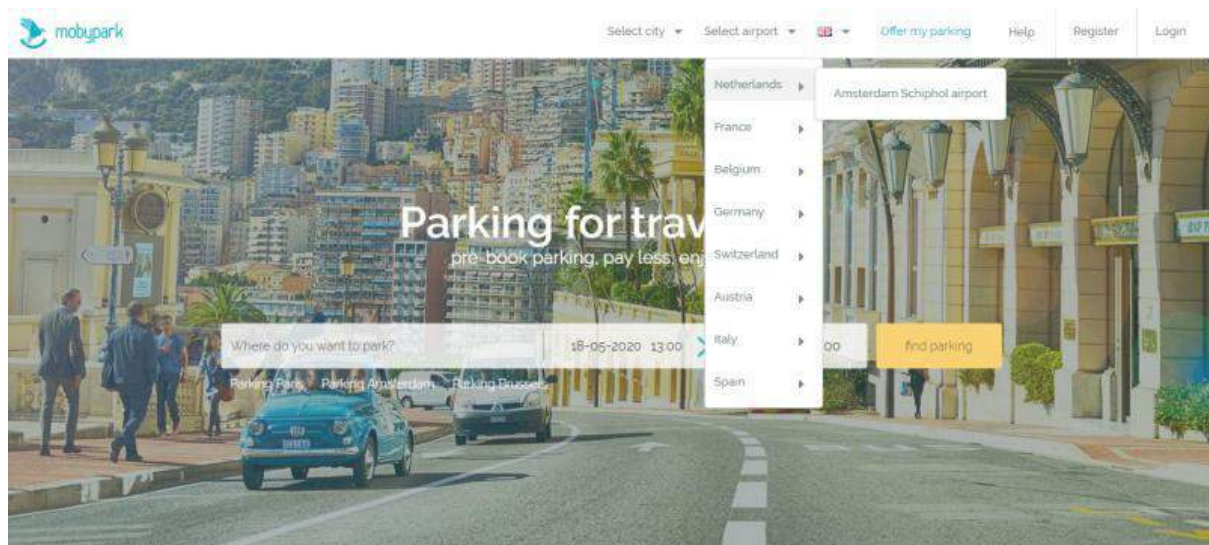 mobypark
Select city
Select airport
Offer my parking
Help
Register
Login
Netherlands
Amsterdam Schiphol airport
France
Belgium
Germany
Switzerland
Austria
Italy
Spain
Parking for trav
pre-book parking, pay less, enj
Where do you want to park?
18-05-2020 13:00
:00
find parking
Parking Paris
Parking Amsterdam
Parking Brussels